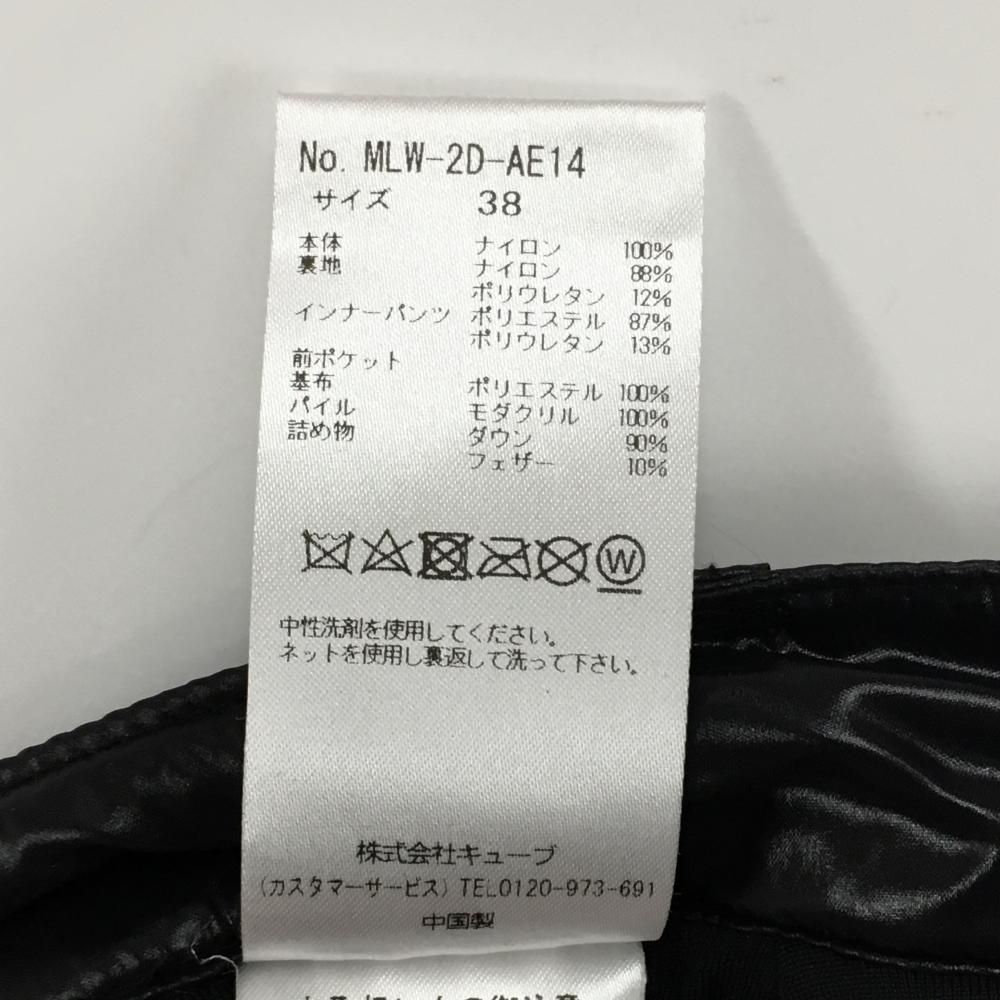 No. MLW-2D-AE14
サイズ 38
本体 ナイロン 100%
裏地 ナイロン 88%
ポリウレタン 12%
インナーパンツ ポリエステル 87%
ポリウレタン 13%
前ポケット
基布 ポリエステル 100%
パイル モダクリル 100%
詰め物 ダウン 90%
フェザー 10%
W
中性洗剤を使用してください。
ネットを使用し裏返して洗って下さい。
株式会社キューブ
(カスタマーサービス) TEL0120-973-691
中国製